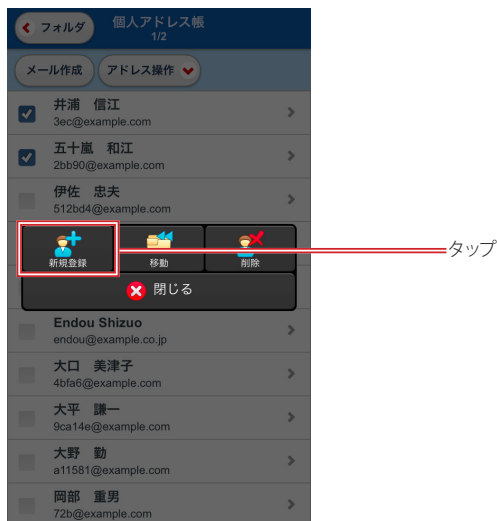 フォルダ
個人アドレス帳
1/2
メール作成
アドレス操作
井浦 信江
3ec@example.com
五十嵐 和江
2bb90@example.com
伊佐 忠夫
512bd4@example.com
新規登録
移動
削除
タップ
閉じる
Endou Shizuo
endou@example.co.jp
大口 美津子
4bfa6@example.com
大平 謙一
9ca14e@example.com
大野 勤
a11581@example.com
岡部 重男
72b@example.com